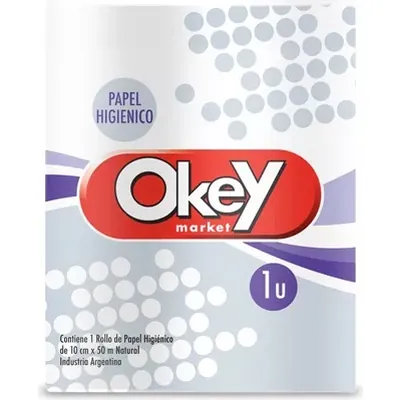 PAPEL
HIGIENICO
Okey
market
1u
Contiene 1 Rollo de Papel Higiénico
de 10 cm x 50 m Natural
Industria Argentina